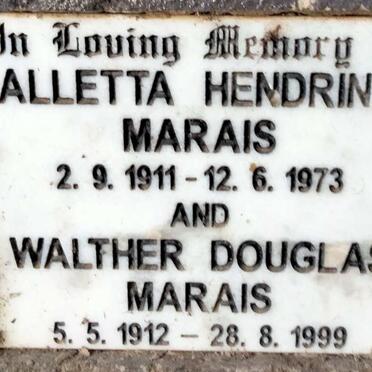 In Loving Memory
ALLETTA HENDRIN
MARAIS
2. 9. 1911 - 12. 6. 1973
AND
WALTHER DOUGLAS
MARAIS
5. 5. 1912 - 28. 8. 1999